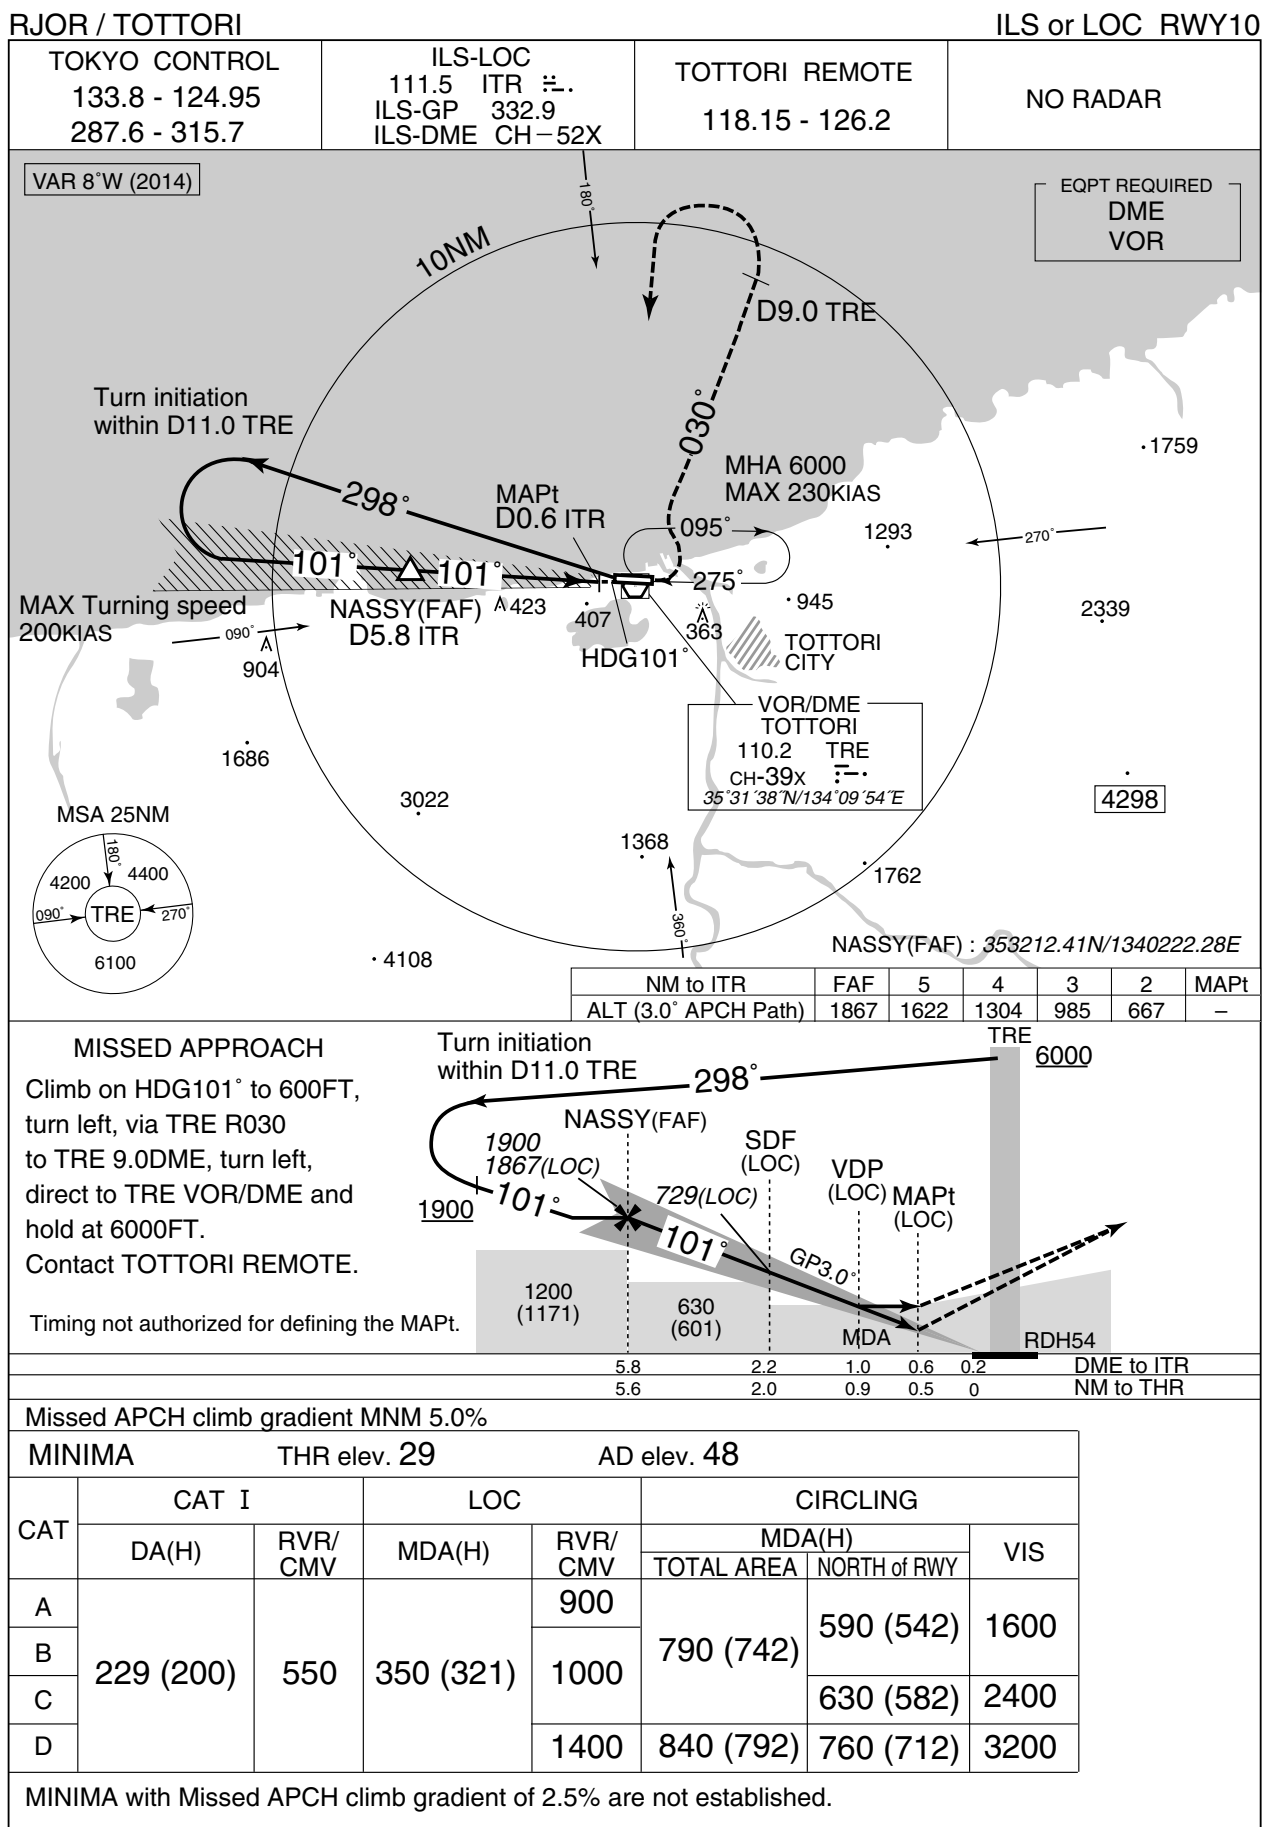 RJOR / TOTTORI
ILS or LOC RWY10
TOKYO CONTROL
133.8 - 124.95
287.6 - 315.7
ILS-LOC
111.5 ITR
ILS-GP 332.9
ILS-DME CH-52X
TOTTORI REMOTE
118.15 - 126.2
NO RADAR
VAR 8°W (2014)
EQPT REQUIRED
DME
VOR
180°
10NM
D9.0 TRE
Turn initiation
within D11.0 TRE
030°
1759
298°
MAPt
D0.6 ITR
MHA 6000
MAX 230KIAS
095°
1293
270°
101°
101°
275°
MAX Turning speed
200KIAS
NASSY(FAF)
D5.8 ITR
423
407
363
945
2339
090°
904
HDG101°
TOTTORI
CITY
VOR/DME
TOTTORI
110.2 TRE
CH-39X
35°31´38˝N/134°09´54˝E
1686
3022
4298
1368
1762
MSA 25NM
180°
4200
4400
090°
TRE
270°
6100
360°
4108
NASSY(FAF) : 353212.41N/1340222.28E
NM to ITR FAF 5 4 3 2 MAPt
ALT (3.0° APCH Path) 1867 1622 1304 985 667 –
MISSED APPROACH
Climb on HDG101° to 600FT,
turn left, via TRE R030
to TRE 9.0DME, turn left,
direct to TRE VOR/DME and
hold at 6000FT.
Contact TOTTORI REMOTE.
Timing not authorized for defining the MAPt.
Turn initiation
within D11.0 TRE
298°
TRE
6000
NASSY(FAF)
1900
1867(LOC)
SDF
(LOC)
VDP
(LOC)
MAPt
(LOC)
729(LOC)
1900
101°
101°
GP3.0°
1200
(1171)
630
(601)
MDA
RDH54
5.8 2.2 1.0 0.6 0.2 DME to ITR
5.6 2.0 0.9 0.5 0 NM to THR
Missed APCH climb gradient MNM 5.0%
MINIMA THR elev. 29 AD elev. 48
CAT
CAT I
LOC
CIRCLING
DA(H)
RVR/
CMV
MDA(H)
RVR/
CMV
MDA(H)
TOTAL AREA
NORTH of RWY
VIS
A
B
C
D
229 (200)
550
350 (321)
900
1000
1400
790 (742)
840 (792)
590 (542)
630 (582)
760 (712)
1600
2400
3200
MINIMA with Missed APCH climb gradient of 2.5% are not established.